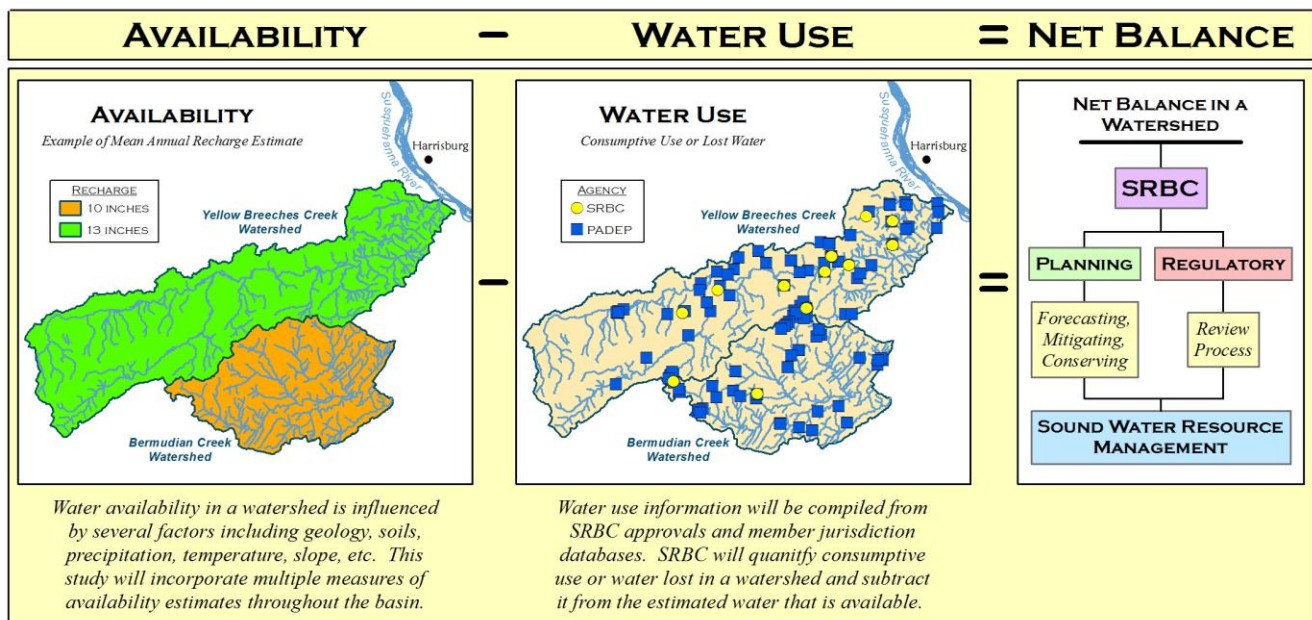 AVAILABILITY - WATER USE = NET BALANCE
AVAILABILITY
Example of Mean Annual Recharge Estimate
Susquehanna River
Harrisburg
RECHARGE
10 INCHES
13 INCHES
Yellow Breeches Creek
Watershed
Bermudian Creek
Watershed
Water availability in a watershed is influenced
by several factors including geology, soils,
precipitation, temperature, slope, etc. This
study will incorporate multiple measures of
availability estimates throughout the basin.
-
WATER USE
Consumptive Use or Lost Water
Susquehanna River
Harrisburg
AGENCY
SRBC
PADEP
Yellow Breeches Creek
Watershed
Bermudian Creek
Watershed
Water use information will be compiled from
SRBC approvals and member jurisdiction
databases. SRBC will quanitfy consumptive
use or water lost in a watershed and subtract
it from the estimated water that is available.
=
NET BALANCE IN A
WATERSHED
SRBC
PLANNING
REGULATORY
Forecasting,
Mitigating,
Conserving
Review
Process
SOUND WATER RESOURCE
MANAGEMENT